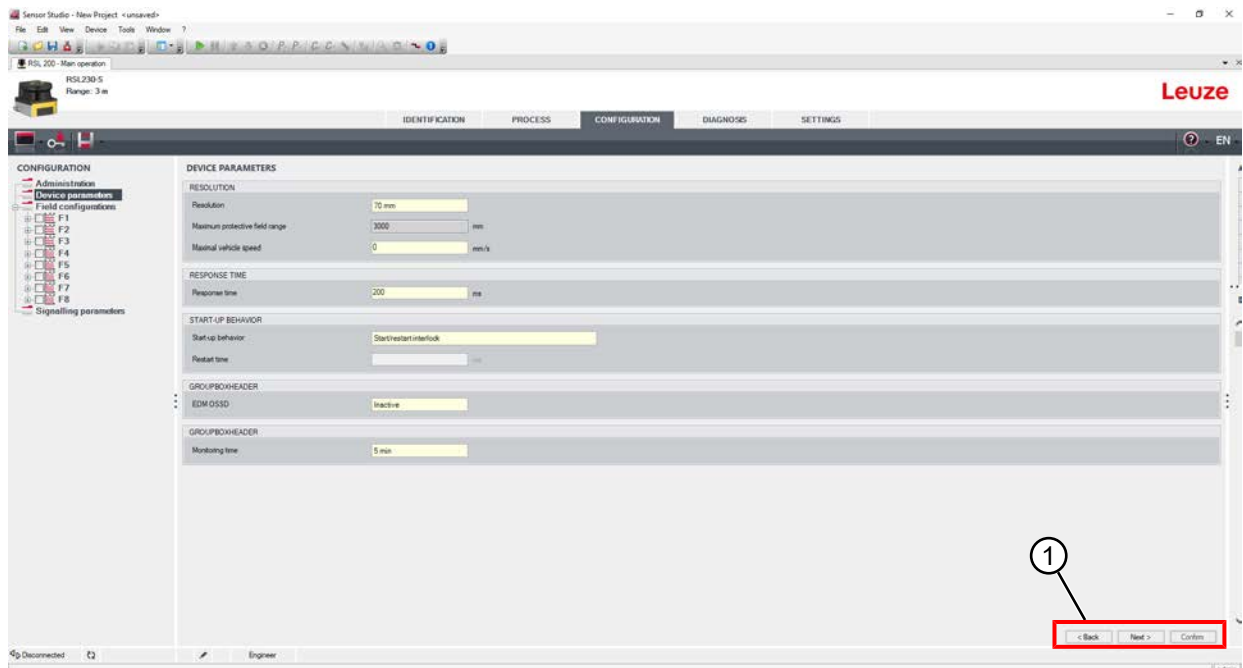 Sensor Studio - New Project <unsaved>
File Edit View Device Tools Window ?
RSL 200 - Main operation
RSL230-S
Range: 3 m
Leuze
IDENTIFICATION PROCESS CONFIGURATION DIAGNOSIS SETTINGS
EN
CONFIGURATION
Administration
Device parameters
Field configurations
F1
F2
F3
F4
F5
F6
F7
F8
Signalling parameters
DEVICE PARAMETERS
RESOLUTION
Resolution 70 mm
Maximum protective field range 3000 mm
Maximal vehicle speed 0 mm/s
RESPONSE TIME
Response time 200 ms
START-UP BEHAVIOR
Start-up behavior Start/restart interlock
Restart time
GROUPBOXHEADER
EDM OSSD Inactive
GROUPBOXHEADER
Monitoring time 5 min
1
< Back Next > Confirm
Disconnected Engineer